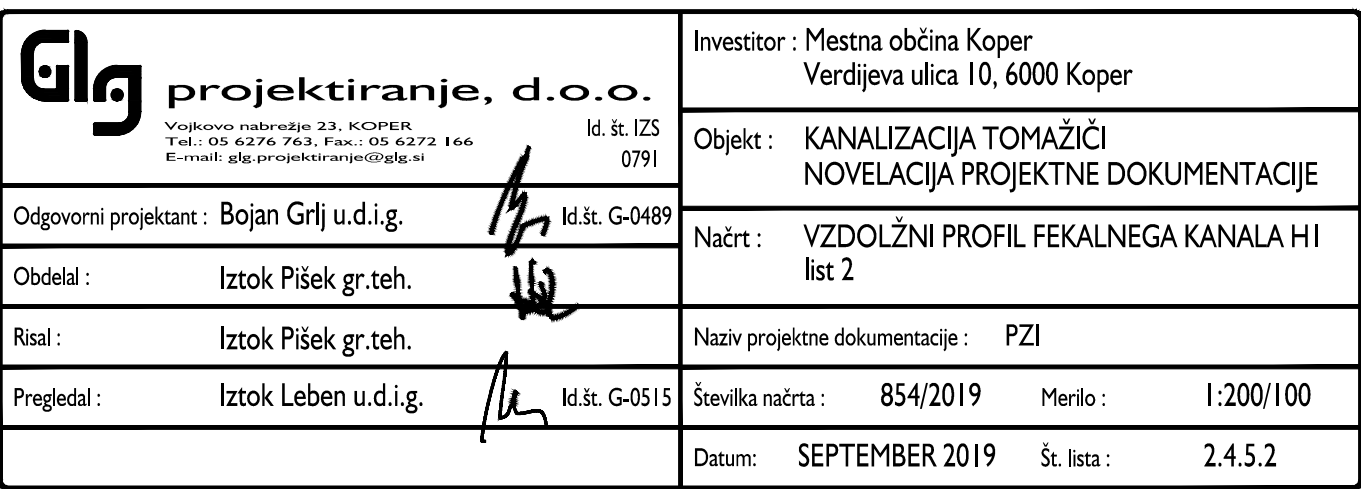 Glg
projektiranje, d.o.o.
Vojkovo nabrežje 23, KOPER
Tel.: 05 6276 763, Fax.: 05 6272 166
E-mail: glg.projektiranje@glg.si
Id. št. IZS
0791
Odgovorni projektant : Bojan Grlj u.d.i.g. Id.št. G-0489
Obdelal : Iztok Pišek gr.teh.
Risal : Iztok Pišek gr.teh.
Pregledal : Iztok Leben u.d.i.g. Id.št. G-0515
Investitor : Mestna občina Koper
Verdijeva ulica 10, 6000 Koper
Objekt : KANALIZACIJA TOMAŽIČI
NOVELACIJA PROJEKTNE DOKUMENTACIJE
Načrt : VZDOLŽNI PROFIL FEKALNEGA KANALA H1
list 2
Naziv projektne dokumentacije : PZI
Številka načrta : 854/2019 Merilo : 1:200/100
Datum: SEPTEMBER 2019 Št. lista : 2.4.5.2